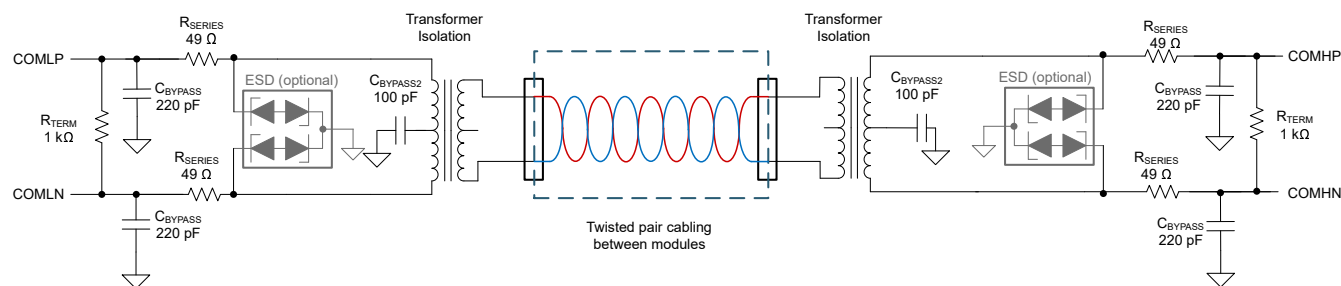 Transformer
Isolation
Transformer
Isolation
RSERIES
49 Ω
RSERIES
49 Ω
COMLP
COMHP
ESD (optional)
CBYPASS2
100 pF
CBYPASS2
100 pF
ESD (optional)
CBYPASS
220 pF
CBYPASS
220 pF
RTERM
1 kΩ
RTERM
1 kΩ
RSERIES
49 Ω
RSERIES
49 Ω
COMLN
COMHN
CBYPASS
220 pF
Twisted pair cabling
between modules
CBYPASS
220 pF